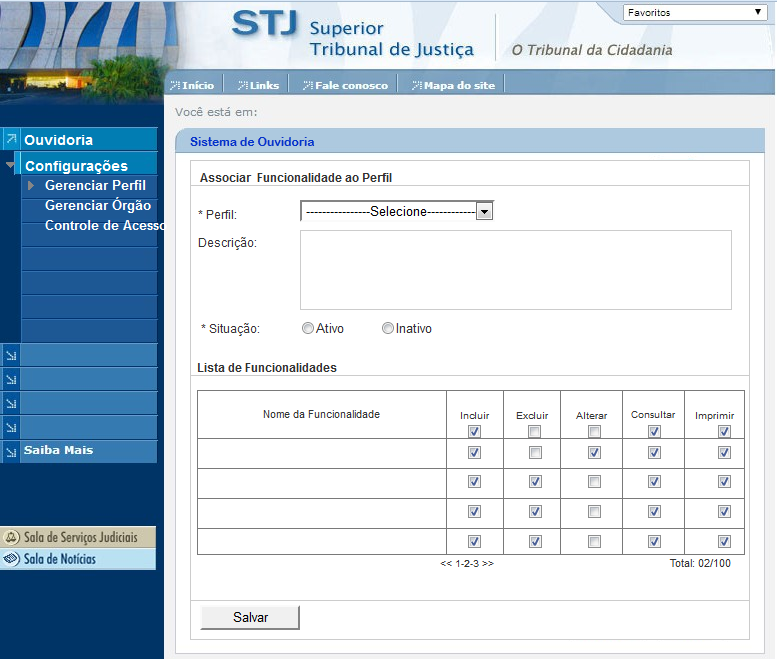 STJ Superior
Tribunal de Justiça
O Tribunal da Cidadania
Favoritos
Início
Links
Fale conosco
Mapa do site
Você está em:
Ouvidoria
Configurações
Gerenciar Perfil
Gerenciar Órgão
Controle de Acesso
Saiba Mais
Sala de Serviços Judiciais
Sala de Notícias
Sistema de Ouvidoria
Associar Funcionalidade ao Perfil
* Perfil:
----------------Selecione------------
Descrição:
* Situação:
Ativo
Inativo
Lista de Funcionalidades
Nome da Funcionalidade
Incluir
Excluir
Alterar
Consultar
Imprimir
<< 1-2-3 >>
Total: 02/100
Salvar